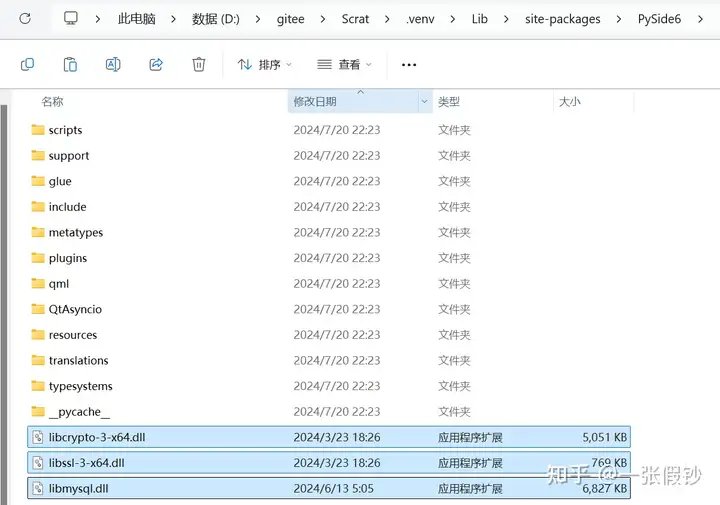 此电脑 数据 (D:) gitee Scrat .venv Lib site-packages PySide6
排序 查看
名称 修改日期 类型 大小
scripts 2024/7/20 22:23 文件夹
support 2024/7/20 22:23 文件夹
glue 2024/7/20 22:23 文件夹
include 2024/7/20 22:23 文件夹
metatypes 2024/7/20 22:23 文件夹
plugins 2024/7/20 22:23 文件夹
qml 2024/7/20 22:23 文件夹
QtAsyncio 2024/7/20 22:23 文件夹
resources 2024/7/20 22:23 文件夹
translations 2024/7/20 22:23 文件夹
typesystems 2024/7/20 22:23 文件夹
__pycache__ 2024/7/20 22:23 文件夹
libcrypto-3-x64.dll 2024/3/23 18:26 应用程序扩展 5,051 KB
libssl-3-x64.dll 2024/3/23 18:26 应用程序扩展 769 KB
知乎 @一张假钞
libmysql.dll 2024/6/13 5:05 应用程序扩展 6,827 KB